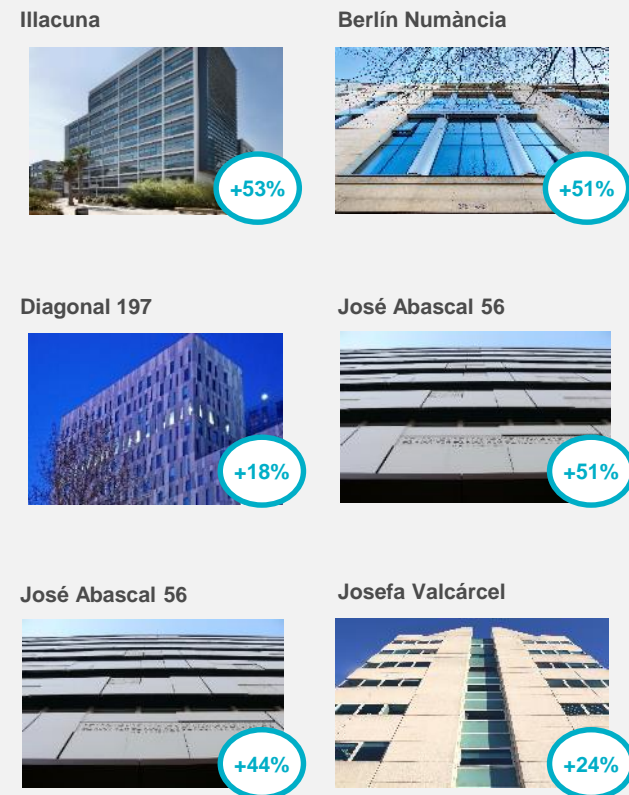 Illacuna
Berlín Numància
+53%
+51%
Diagonal 197
José Abascal 56
+18%
+51%
José Abascal 56
Josefa Valcárcel
+44%
+24%